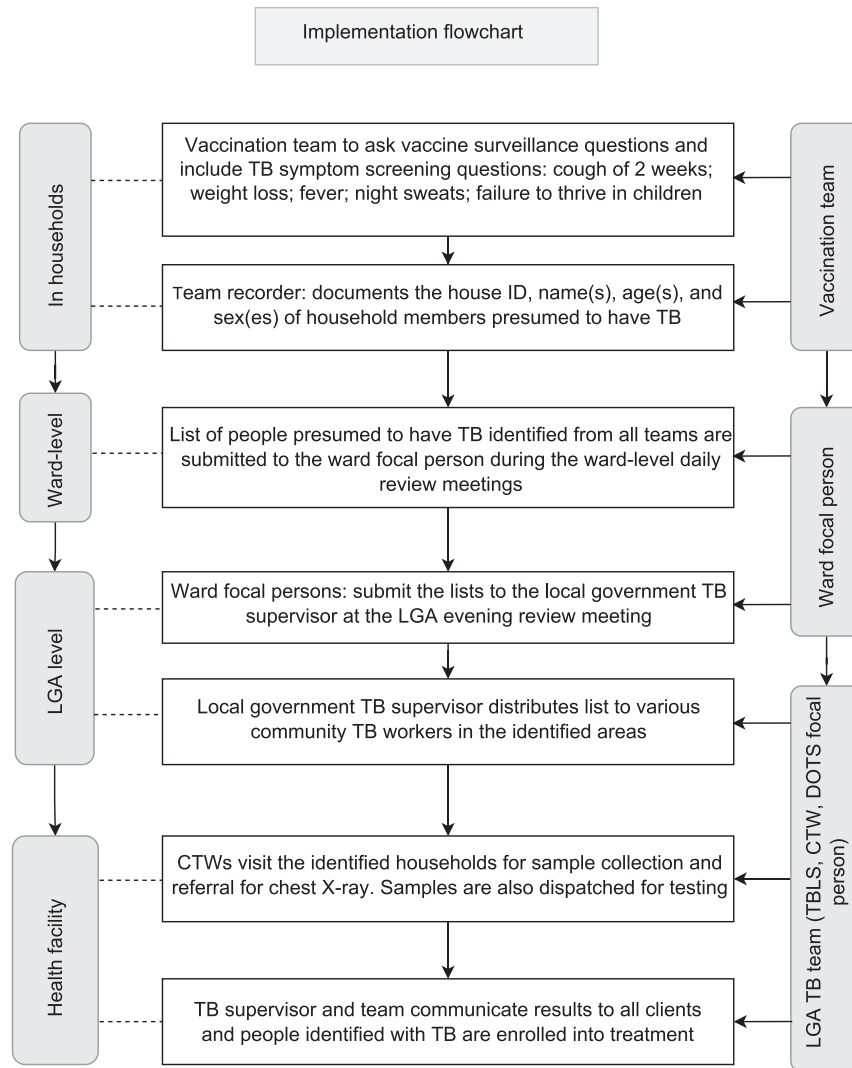 Implementation flowchart
In households
Vaccination team to ask vaccine surveillance questions and
include TB symptom screening questions: cough of 2 weeks;
weight loss; fever; night sweats; failure to thrive in children
Vaccination team
Team recorder: documents the house ID, name(s), age(s), and
sex(es) of household members presumed to have TB
Ward-level
List of people presumed to have TB identified from all teams are
submitted to the ward focal person during the ward-level daily
review meetings
Ward focal person
LGA level
Ward focal persons: submit the lists to the local government TB
supervisor at the LGA evening review meeting
Local government TB supervisor distributes list to various
community TB workers in the identified areas
LGA TB team (TBLS, CTW, DOTS focal
person)
Health facility
CTWs visit the identified households for sample collection and
referral for chest X-ray. Samples are also dispatched for testing
TB supervisor and team communicate results to all clients
and people identified with TB are enrolled into treatment